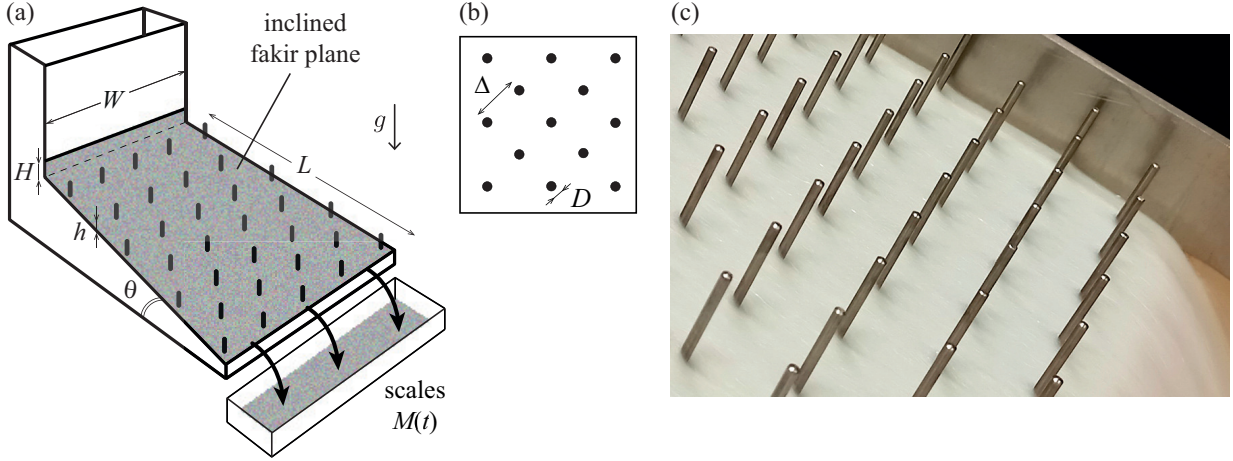 (a)
inclined
fakir plane
W
g
H
L
h
θ
scales
M(t)
(b)
Δ
D
(c)